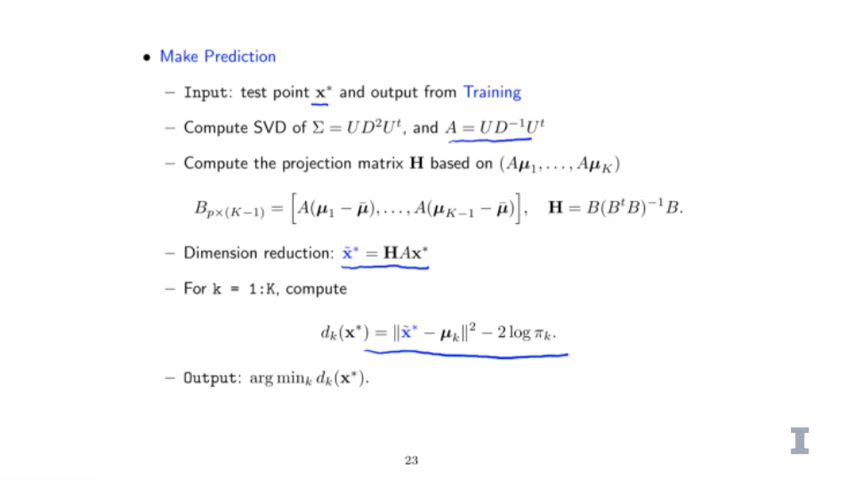 • Make Prediction
– Input: test point x* and output from Training
– Compute SVD of Σ = UD²Uᵗ, and A = UD⁻¹Uᵗ
– Compute the projection matrix H based on (Aμ₁, . . . , Aμ_K)
B_{p×(K−1)} = [A(μ₁ − μ̄), . . . , A(μ_{K−1} − μ̄)], H = B(BᵗB)⁻¹B.
– Dimension reduction: x̃* = HAx*
– For k = 1:K, compute
d_k(x*) = ‖x̃* − μ_k‖² − 2 log π_k.
– Output: arg min_k d_k(x*).
23
I